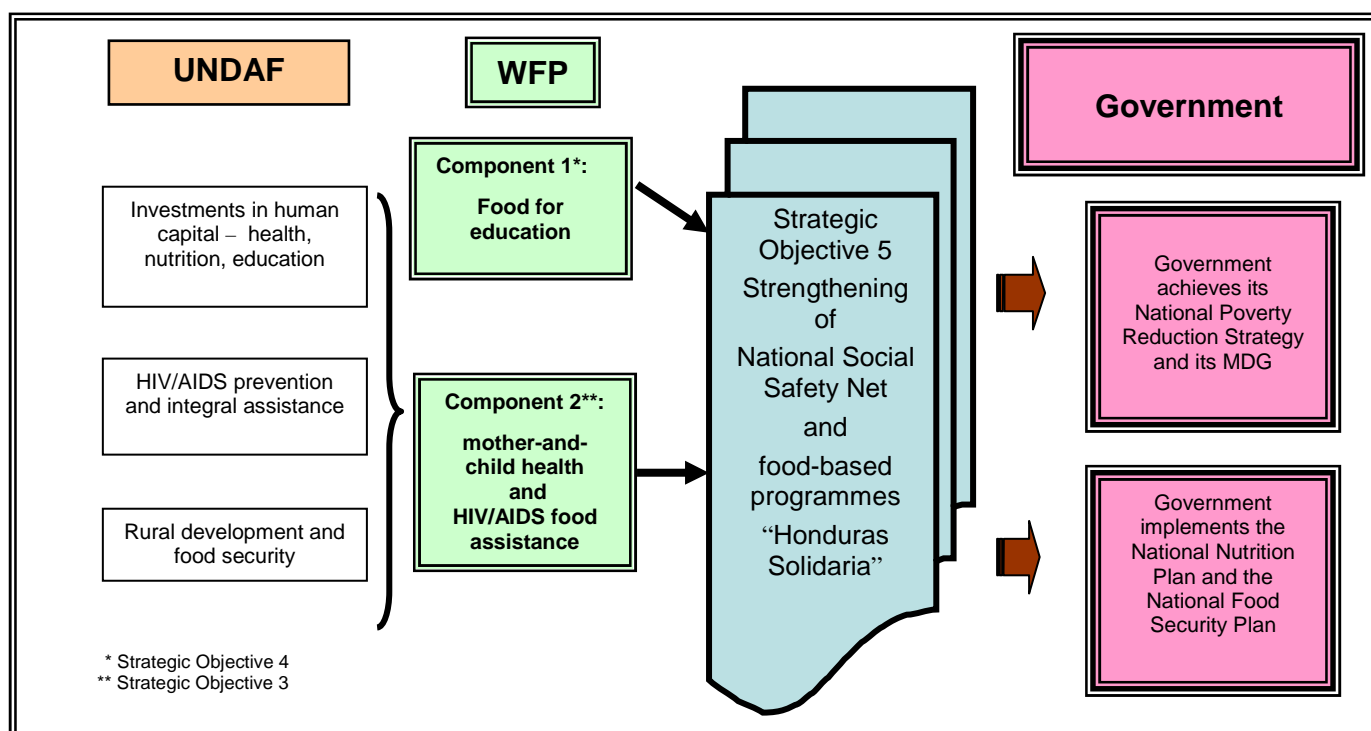 UNDAF
Investments in human
capital – health,
nutrition, education
HIV/AIDS prevention
and integral assistance
Rural development and
food security
* Strategic Objective 4
** Strategic Objective 3
WFP
Component 1*:
Food for
education
Component 2**:
mother-and-
child health
and
HIV/AIDS food
assistance
Strategic
Objective 5
Strengthening
of
National Social
Safety Net
and
food-based
programmes
“Honduras
Solidaria”
Government
Government
achieves its
National Poverty
Reduction Strategy
and its MDG
Government
implements the
National Nutrition
Plan and the
National Food
Security Plan